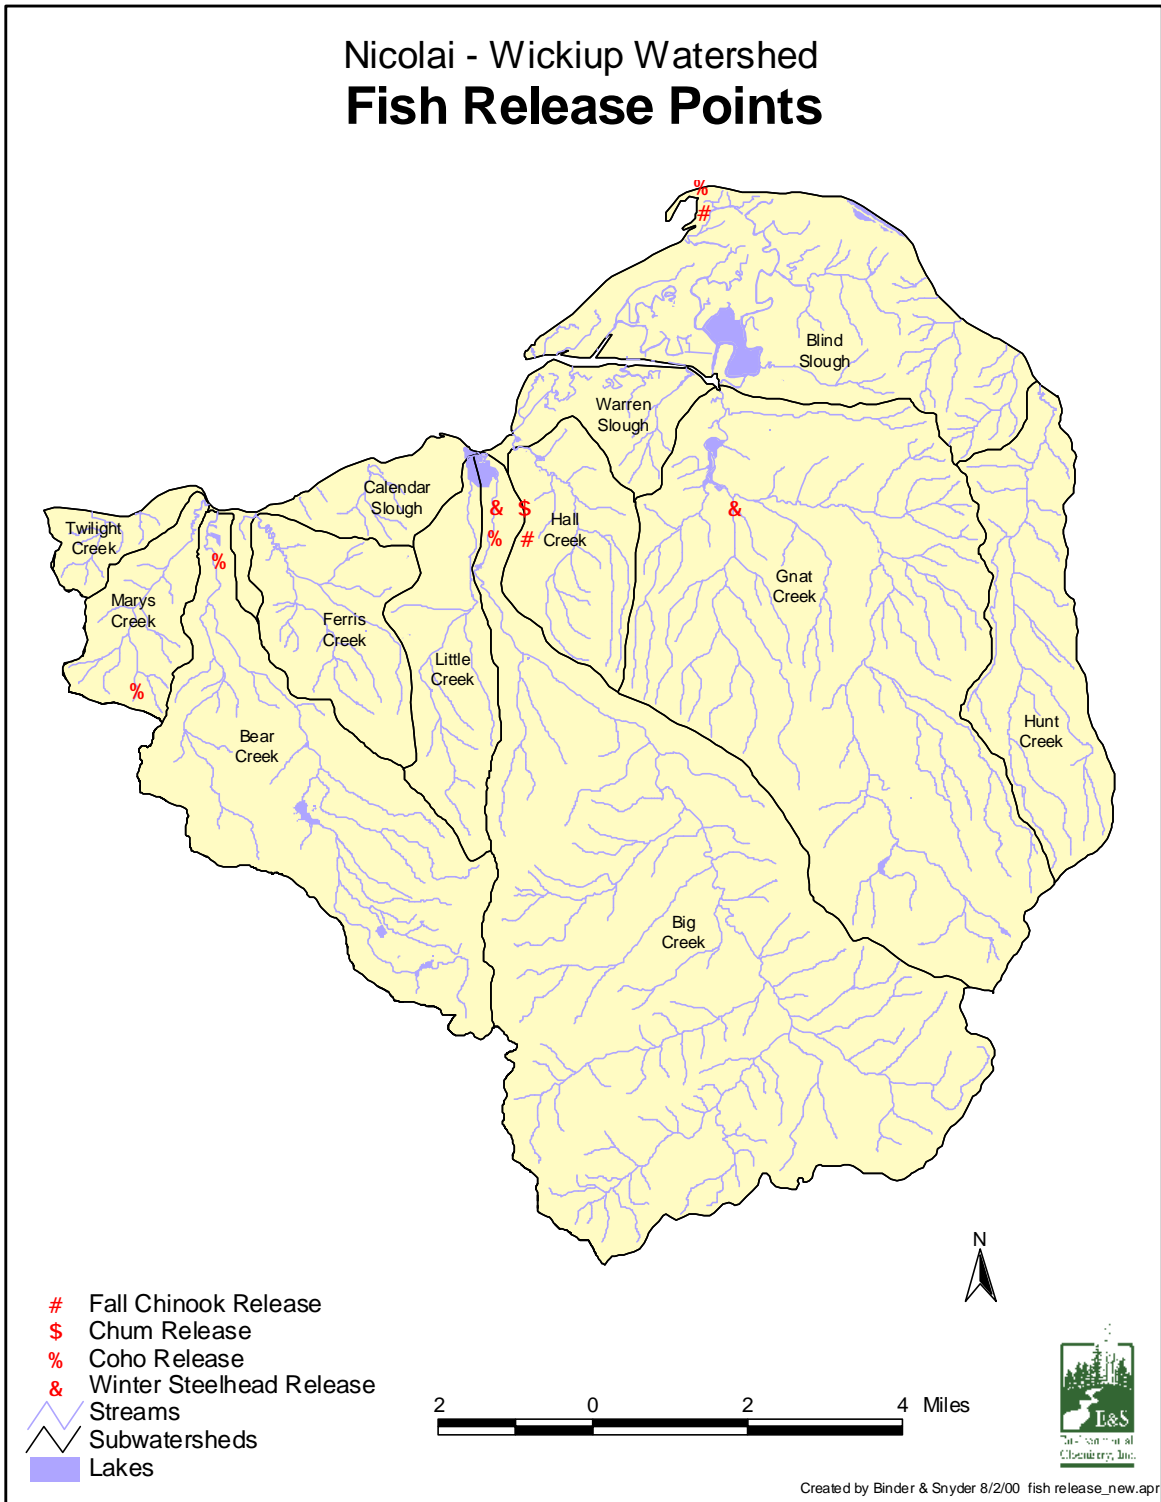 Nicolai - Wickiup Watershed
Fish Release Points
%
#
Blind
Slough
Warren
Slough
Calendar
Slough
& $
% #
Hall
Creek
&
Twilight
Creek
%
Gnat
Creek
Marys
Creek
Ferris
Creek
Little
Creek
%
Bear
Creek
Hunt
Creek
Big
Creek
N
# Fall Chinook Release
$ Chum Release
% Coho Release
& Winter Steelhead Release
Streams
Subwatersheds
Lakes
2 0 2 4 Miles
E&S
Environmental
Chemistry, Inc.
Created by Binder & Snyder 8/2/00 fish release_new.apr